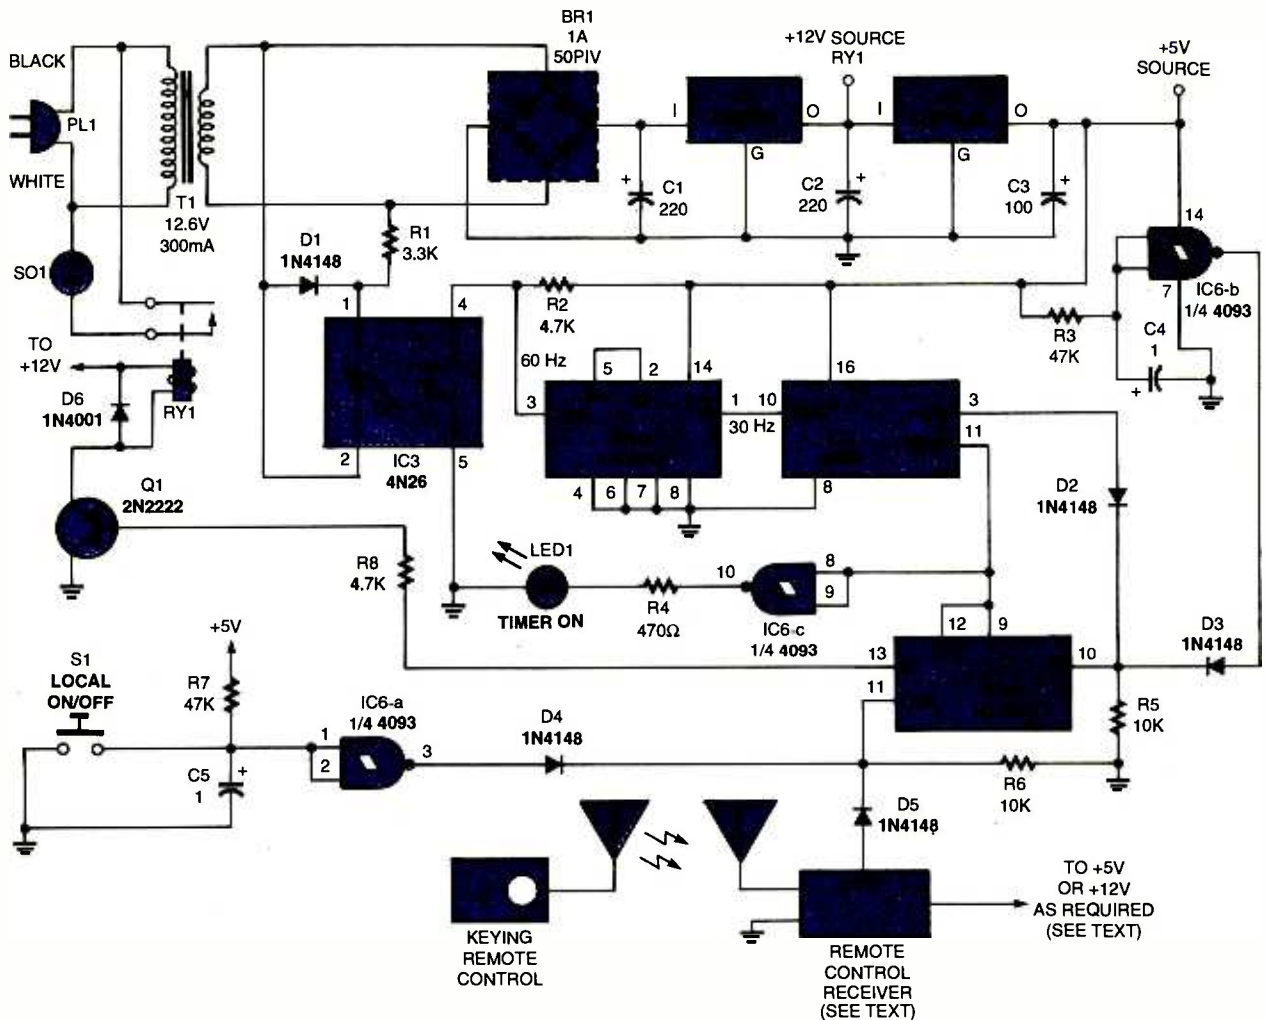 BR1
1A
50PIV
+12V SOURCE
RY1
+5V
SOURCE
BLACK
PL1
WHITE
T1
12.6V
300mA
I
O
G
I
O
G
C1
220
+
C2
220
+
C3
100
+
SO1
D1
1N4148
R1
3.3K
14
7
IC6-b
1/4 4093
R2
4.7K
R3
47K
C4
1
+
TO
+12V
D6
1N4001
RY1
1
4
2
5
IC3
4N26
60 Hz
3
5
2
14
1
10
30 Hz
16
3
11
4
6
7
8
8
D2
1N4148
Q1
2N2222
R8
4.7K
LED1
TIMER ON
R4
470Ω
10
8
9
IC6-c
1/4 4093
12
9
13
11
10
D3
1N4148
R5
10K
+5V
S1
LOCAL
ON/OFF
R7
47K
IC6-a
1/4 4093
1
2
3
D4
1N4148
C5
1
+
R6
10K
D5
1N4148
KEYING
REMOTE
CONTROL
TO +5V
OR +12V
AS REQUIRED
(SEE TEXT)
REMOTE
CONTROL
RECEIVER
(SEE TEXT)